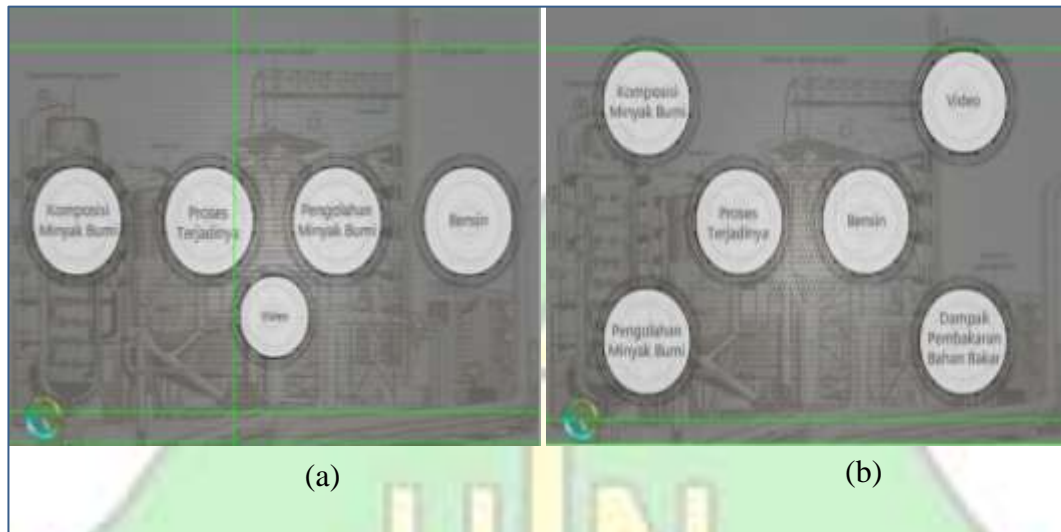 Komposisi
Minyak Bumi
Proses
Terjadinya
Pengolahan
Minyak Bumi
Bensin
Video
Komposisi
Minyak Bumi
Video
Proses
Terjadinya
Bensin
Pengolahan
Minyak Bumi
Dampak
Pembakaran
Bahan Bakar
(a)
(b)
UIN